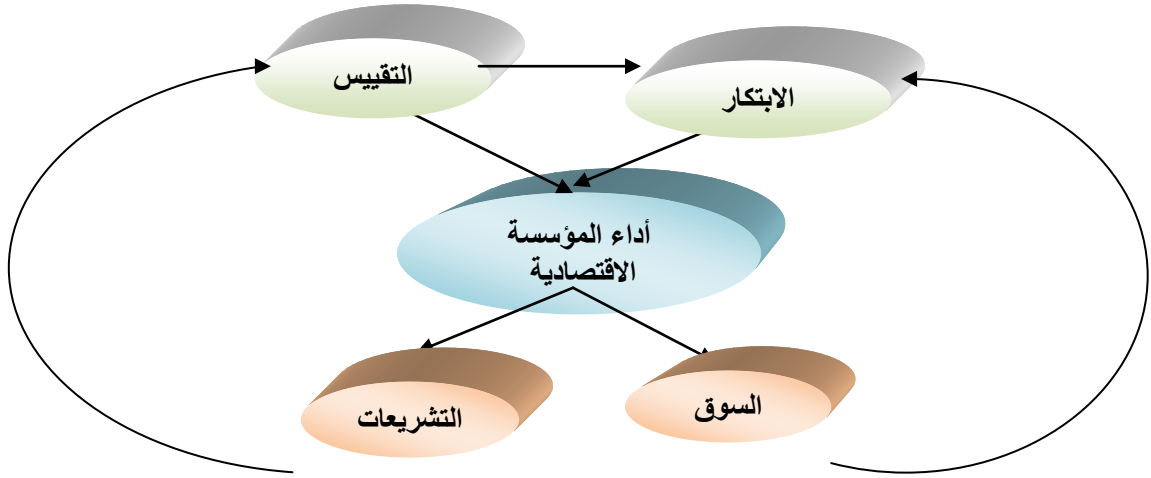 التقييس
الابتكار
أداء المؤسسة
الاقتصادية
التشريعات
السوق